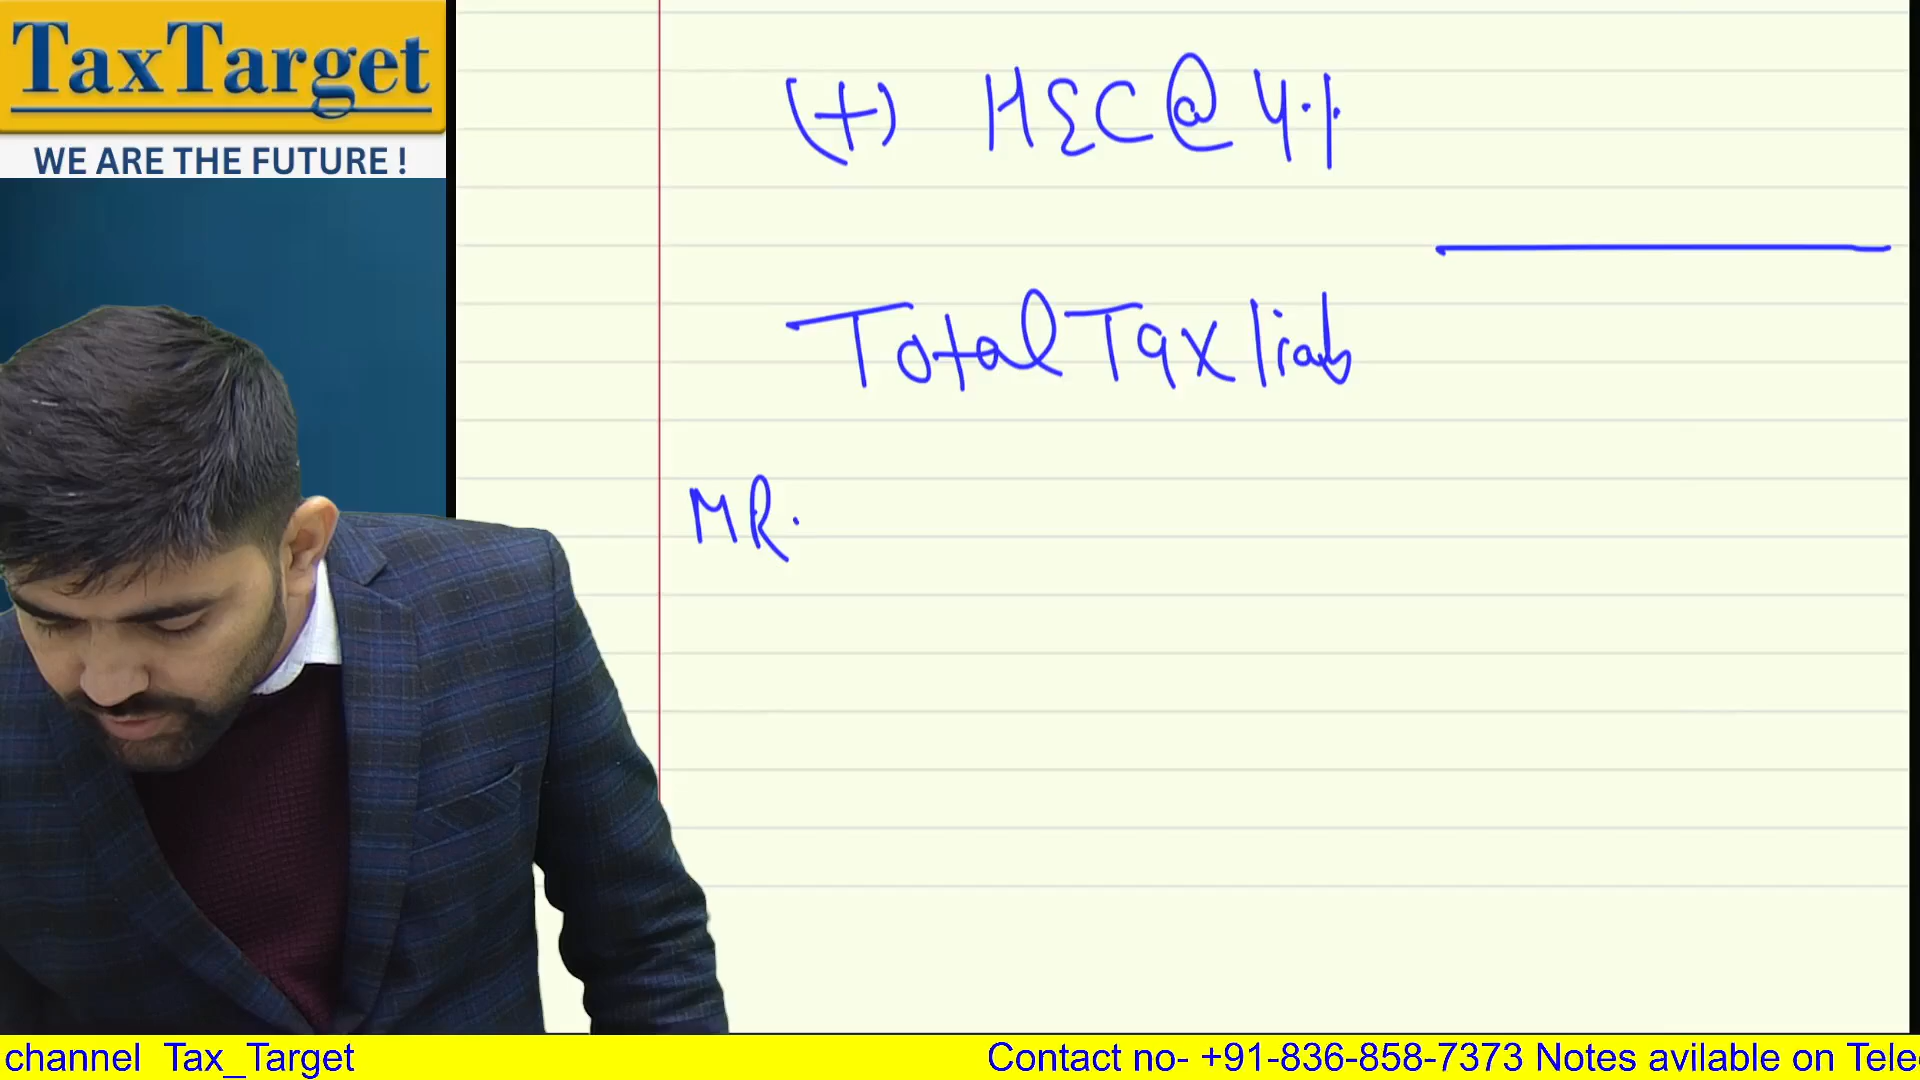 TaxTarget
WE ARE THE FUTURE !
(+) H&C @ 4%
Total Tax liab
MR.
channel Tax_Target
Contact no- +91-836-858-7373 Notes avilable on Tele